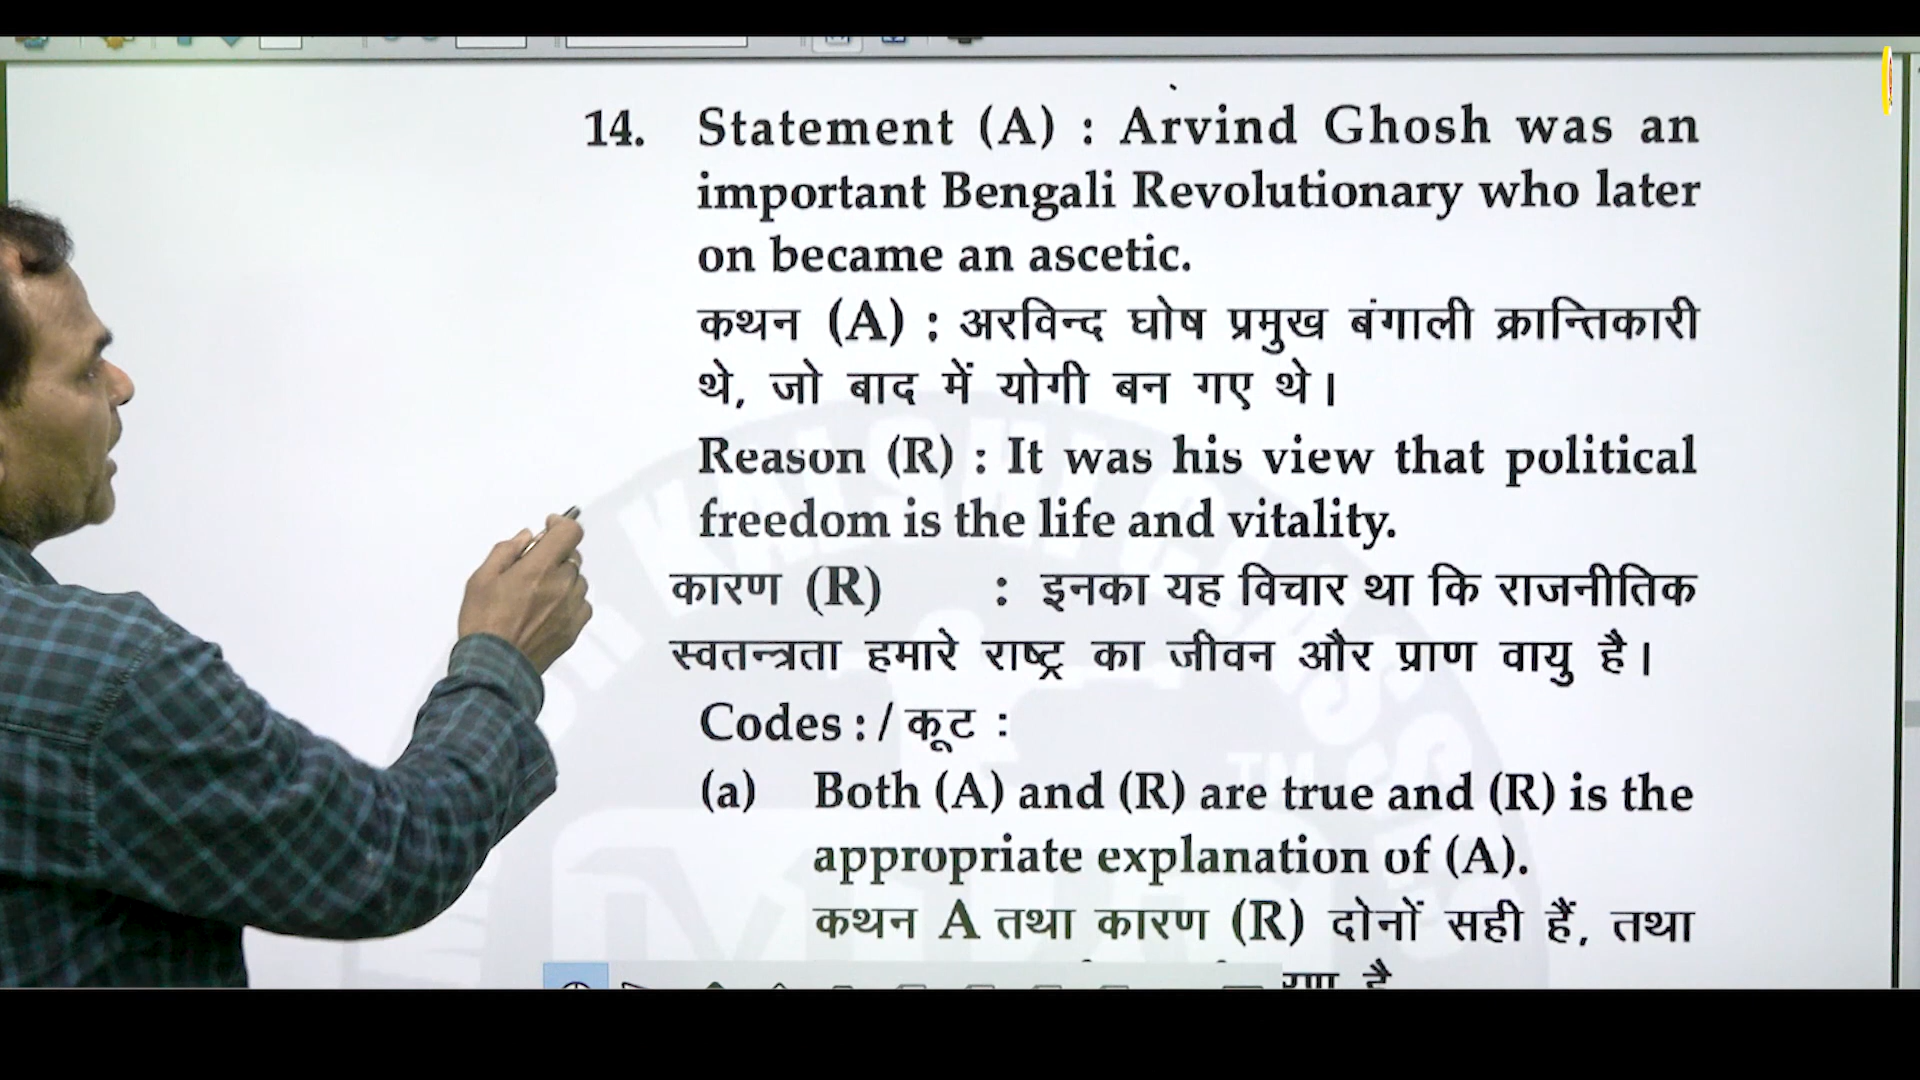 14. Statement (A) : Arvind Ghosh was an
important Bengali Revolutionary who later
on became an ascetic.
कथन (A) : अरविन्द घोष प्रमुख बंगाली क्रान्तिकारी
थे, जो बाद में योगी बन गए थे।
Reason (R) : It was his view that political
freedom is the life and vitality.
कारण (R) : इनका यह विचार था कि राजनीतिक
स्वतन्त्रता हमारे राष्ट्र का जीवन और प्राण वायु है।
Codes : / कूट :
(a) Both (A) and (R) are true and (R) is the
appropriate explanation of (A).
कथन A तथा कारण (R) दोनों सही हैं, तथा
है